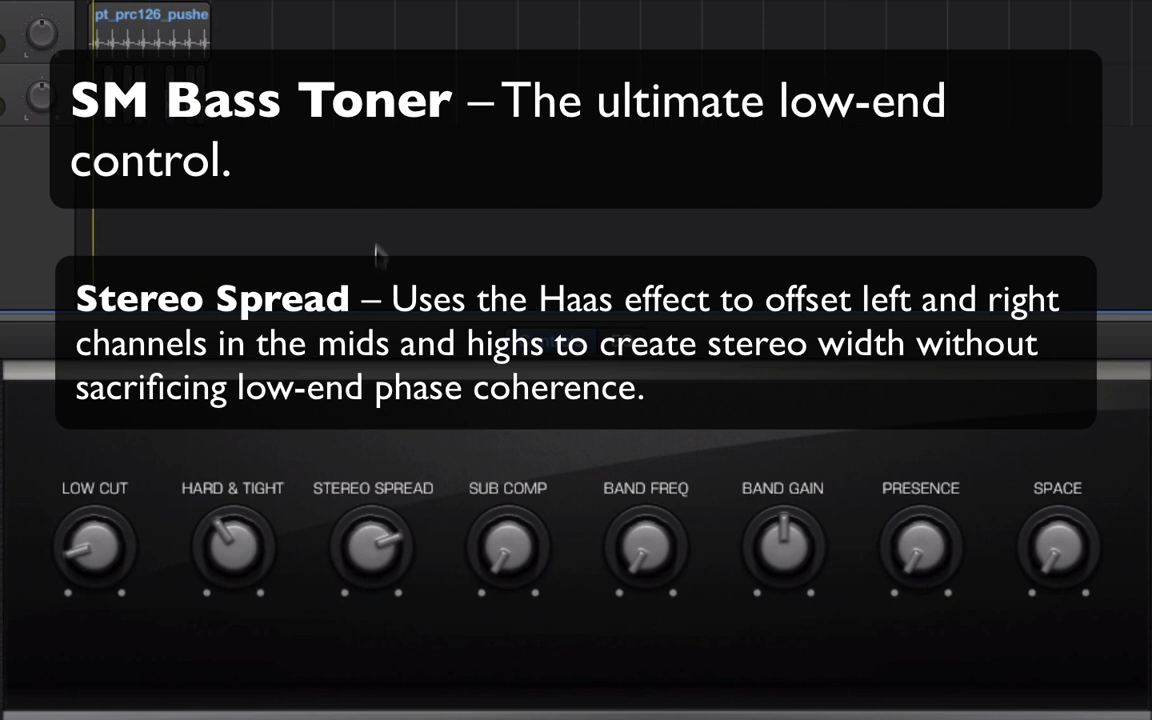 pt_prc126_pushe
SM Bass Toner – The ultimate low-end
control.
Stereo Spread – Uses the Haas effect to offset left and right
channels in the mids and highs to create stereo width without
sacrificing low-end phase coherence.
LOW CUT HARD & TIGHT STEREO SPREAD SUB COMP BAND FREQ BAND GAIN PRESENCE SPACE